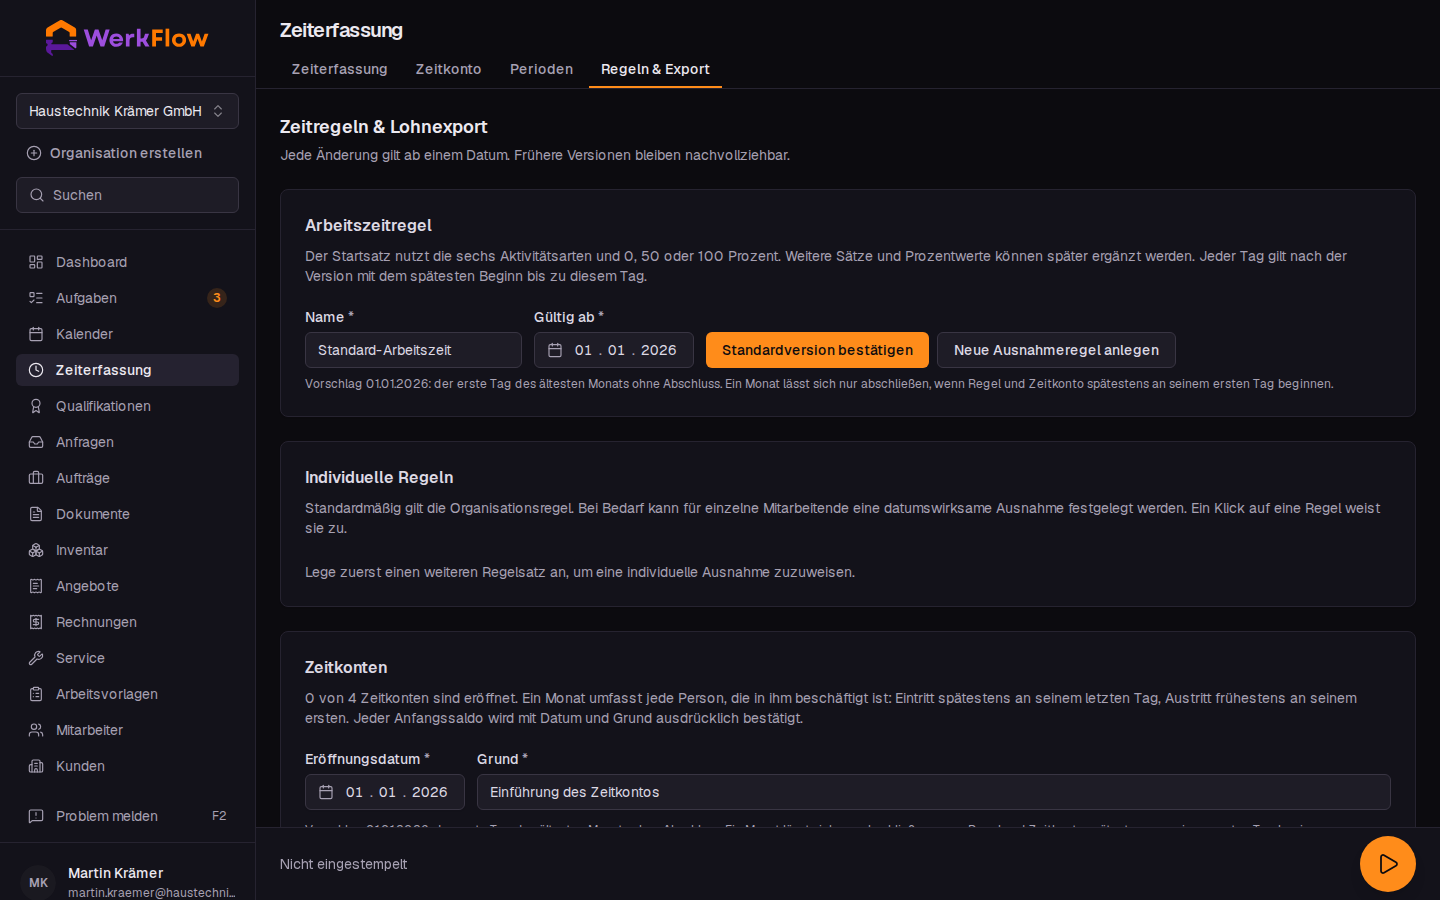 WerkFlow
Haustechnik Krämer GmbH
Organisation erstellen
Suchen
Dashboard
Aufgaben 3
Kalender
Zeiterfassung
Qualifikationen
Anfragen
Aufträge
Dokumente
Inventar
Angebote
Rechnungen
Service
Arbeitsvorlagen
Mitarbeiter
Kunden
Problem melden F2
MK
Martin Krämer
martin.kraemer@haustechni...
Zeiterfassung
Zeiterfassung Zeitkonto Perioden Regeln & Export
Zeitregeln & Lohnexport
Jede Änderung gilt ab einem Datum. Frühere Versionen bleiben nachvollziehbar.
Arbeitszeitregel
Der Startsatz nutzt die sechs Aktivitätsarten und 0, 50 oder 100 Prozent. Weitere Sätze und Prozentwerte können später ergänzt werden. Jeder Tag gilt nach der
Version mit dem spätesten Beginn bis zu diesem Tag.
Name * Gültig ab *
Standard-Arbeitszeit 01 . 01 . 2026 Standardversion bestätigen Neue Ausnahmeregel anlegen
Vorschlag 01.01.2026: der erste Tag des ältesten Monats ohne Abschluss. Ein Monat lässt sich nur abschließen, wenn Regel und Zeitkonto spätestens an seinem ersten Tag beginnen.
Individuelle Regeln
Standardmäßig gilt die Organisationsregel. Bei Bedarf kann für einzelne Mitarbeitende eine datumswirksame Ausnahme festgelegt werden. Ein Klick auf eine Regel weist
sie zu.
Lege zuerst einen weiteren Regelsatz an, um eine individuelle Ausnahme zuzuweisen.
Zeitkonten
0 von 4 Zeitkonten sind eröffnet. Ein Monat umfasst jede Person, die in ihm beschäftigt ist: Eintritt spätestens an seinem letzten Tag, Austritt frühestens an seinem
ersten. Jeder Anfangssaldo wird mit Datum und Grund ausdrücklich bestätigt.
Eröffnungsdatum * Grund *
01 . 01 . 2026 Einführung des Zeitkontos
Nicht eingestempelt